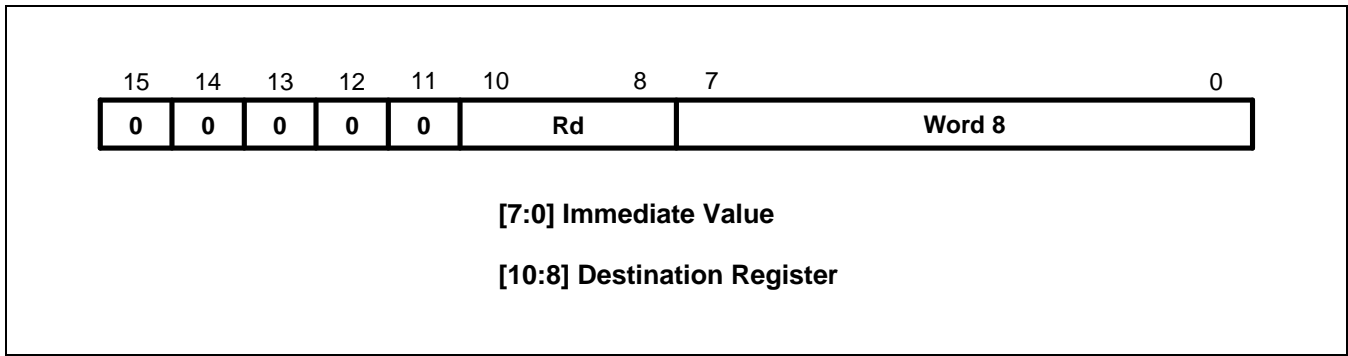 15 14 13 12 11 10 8 7 0
0 0 0 0 0 Rd Word 8
[7:0] Immediate Value
[10:8] Destination Register